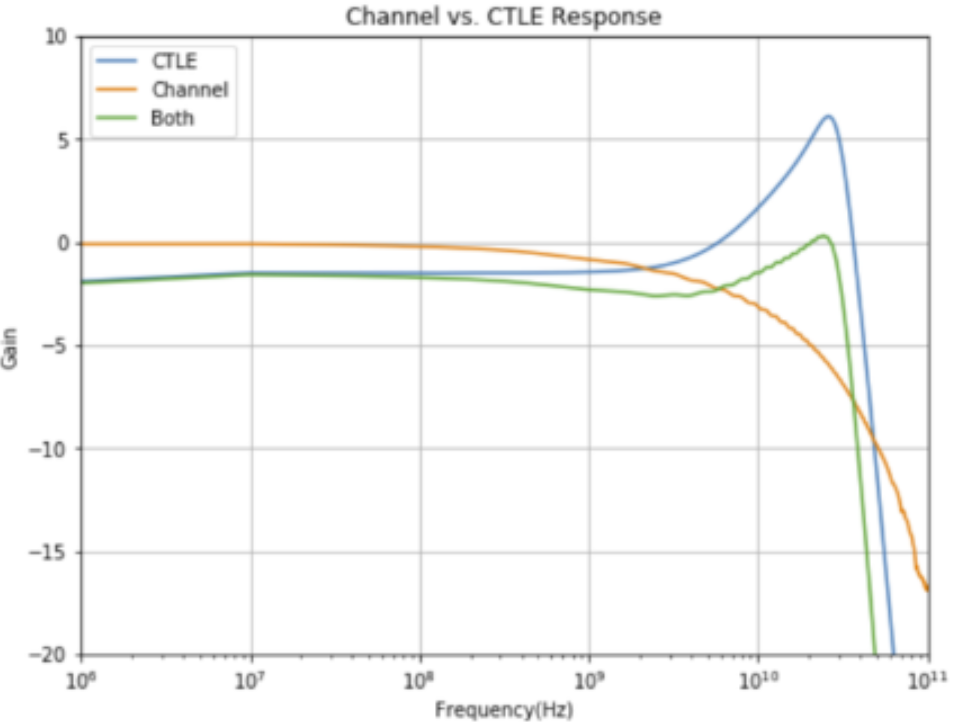 Channel vs. CTLE Response
10
5
0
−5
−10
−15
−20
Gain
CTLE
Channel
Both
10⁶
10⁷
10⁸
10⁹
10¹⁰
10¹¹
Frequency(Hz)